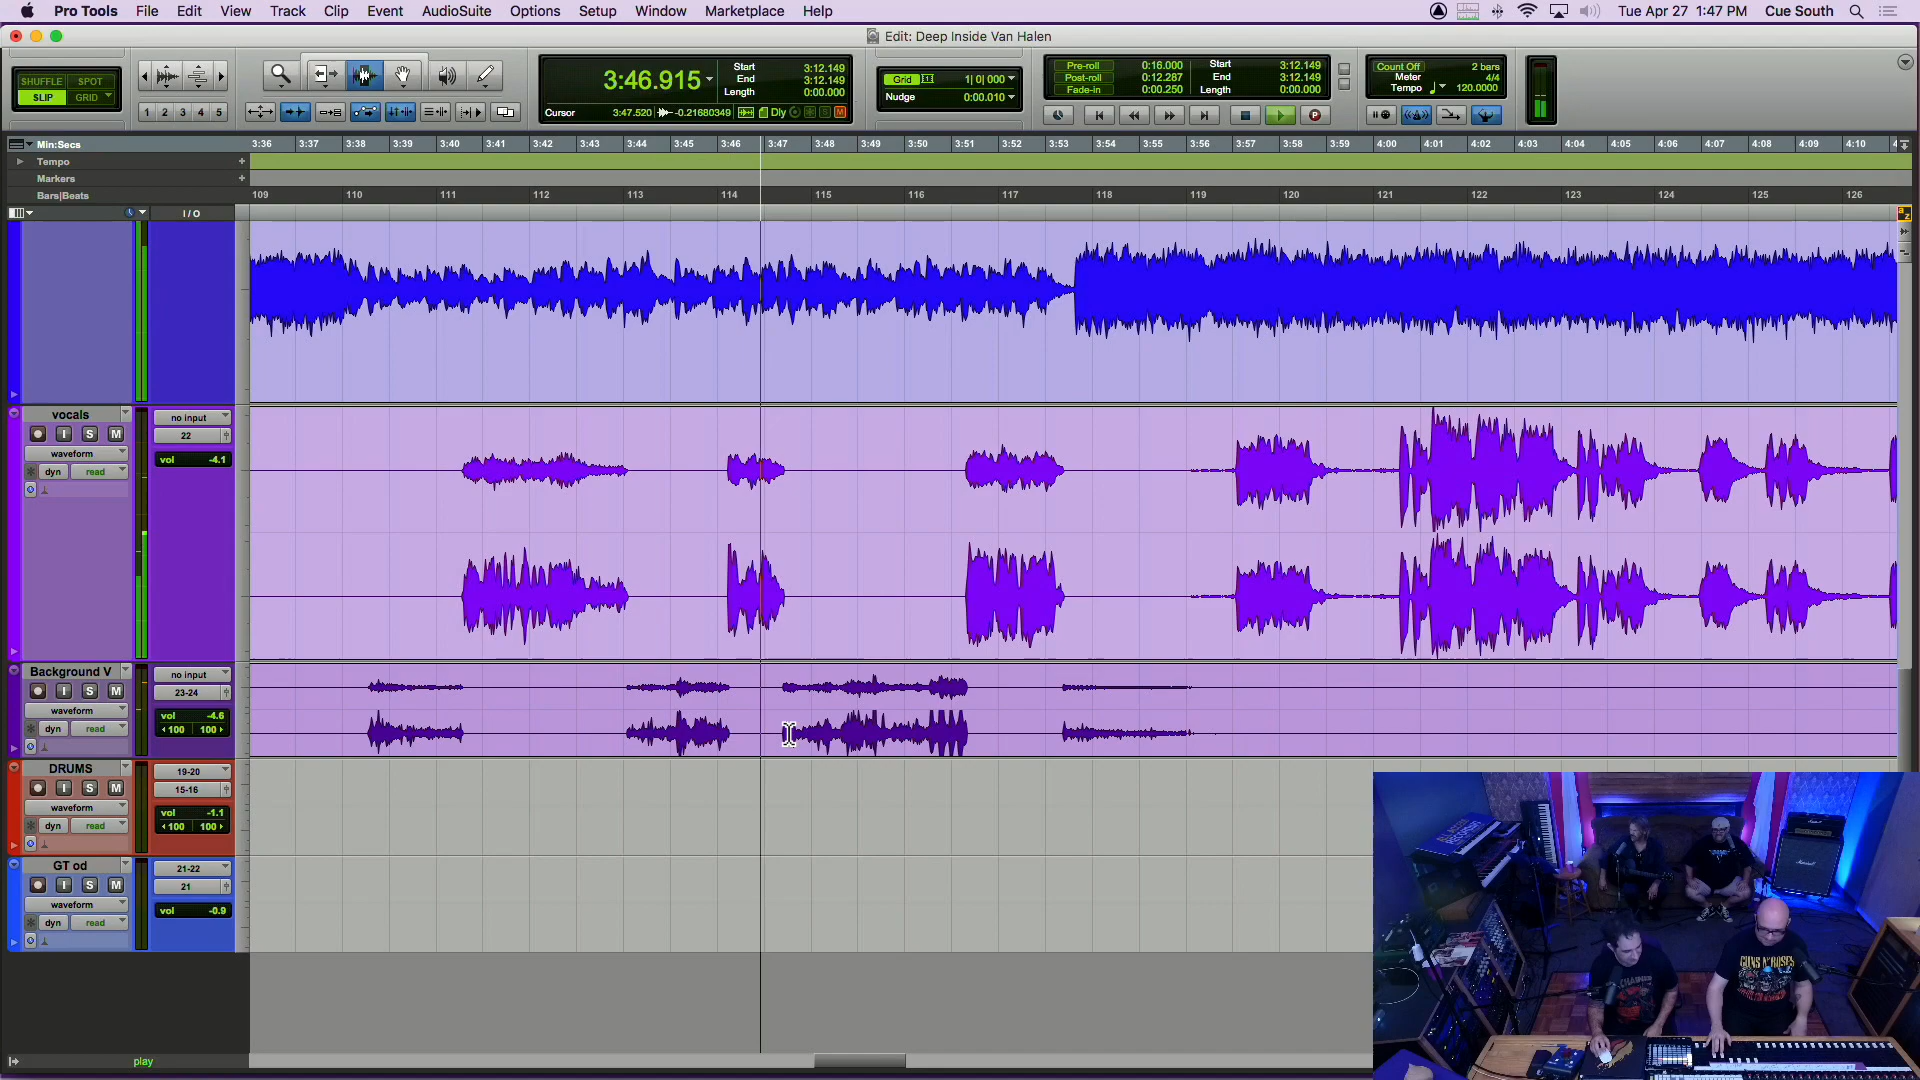 Pro Tools File Edit View Track Clip Event AudioSuite Options Setup Window Marketplace Help Tue Apr 27 1:47 PM Cue South
Edit: Deep Inside Van Halen
SHUFFLE SPOT
SLIP GRID
1 2 3 4 5
3:46.915
Start 3:12.149
End 3:12.149
Length 0:00.000
Cursor 3:47.520 -0.21680349 Dly S M
Grid 1| 0| 000
Nudge 0:00.010
Pre-roll 0:16.000
Post-roll 0:12.287
Fade-in 0:00.250
Start 3:12.149
End 3:12.149
Length 0:00.000
Count Off 2 bars
Meter 4/4
Tempo 120.0000
Min:Secs 3:36 3:37 3:38 3:39 3:40 3:41 3:42 3:43 3:44 3:45 3:46 3:47 3:48 3:49 3:50 3:51 3:52 3:53 3:54 3:55 3:56 3:57 3:58 3:59 4:00 4:01 4:02 4:03 4:04 4:05 4:06 4:07 4:08 4:09 4:10
Tempo
Markers
Bars|Beats 109 110 111 112 113 114 115 116 117 118 119 120 121 122 123 124 125 126
I / O
a z
vocals no input
I S M 22
waveform vol -4.1
dyn read
Background V no input
I S M 23-24
waveform vol -4.6
dyn read 100 100
DRUMS 19-20
I S M 15-16
waveform vol -1.1
dyn read 100 100
GT od 21-22
I S M 21
waveform vol -0.9
dyn read
GUNS N' ROSES
play